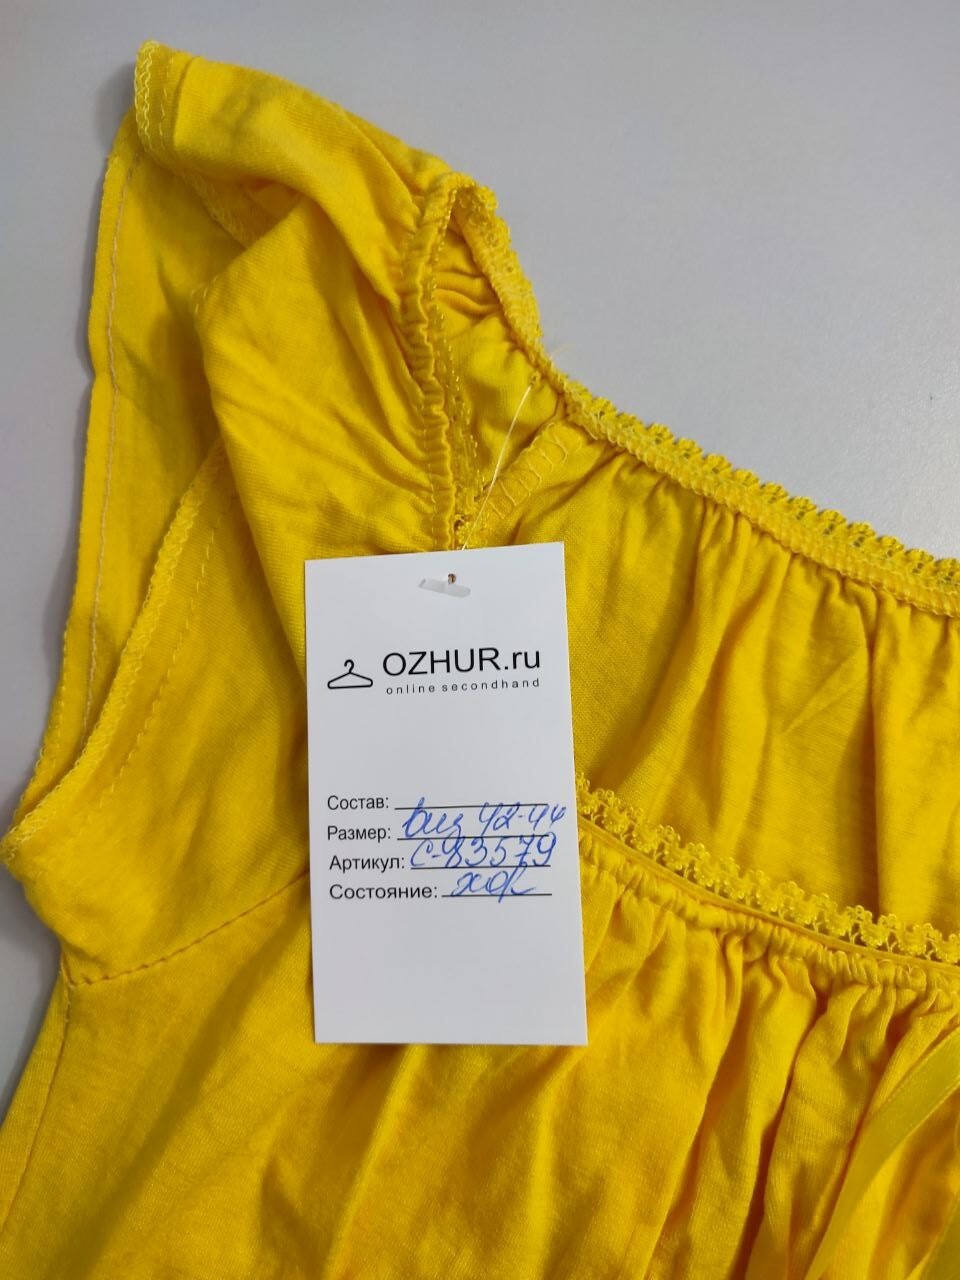 OZHUR.ru
online secondhand
Состав:
Размер: виз 42-44
Артикул: С-83579
Состояние: хор